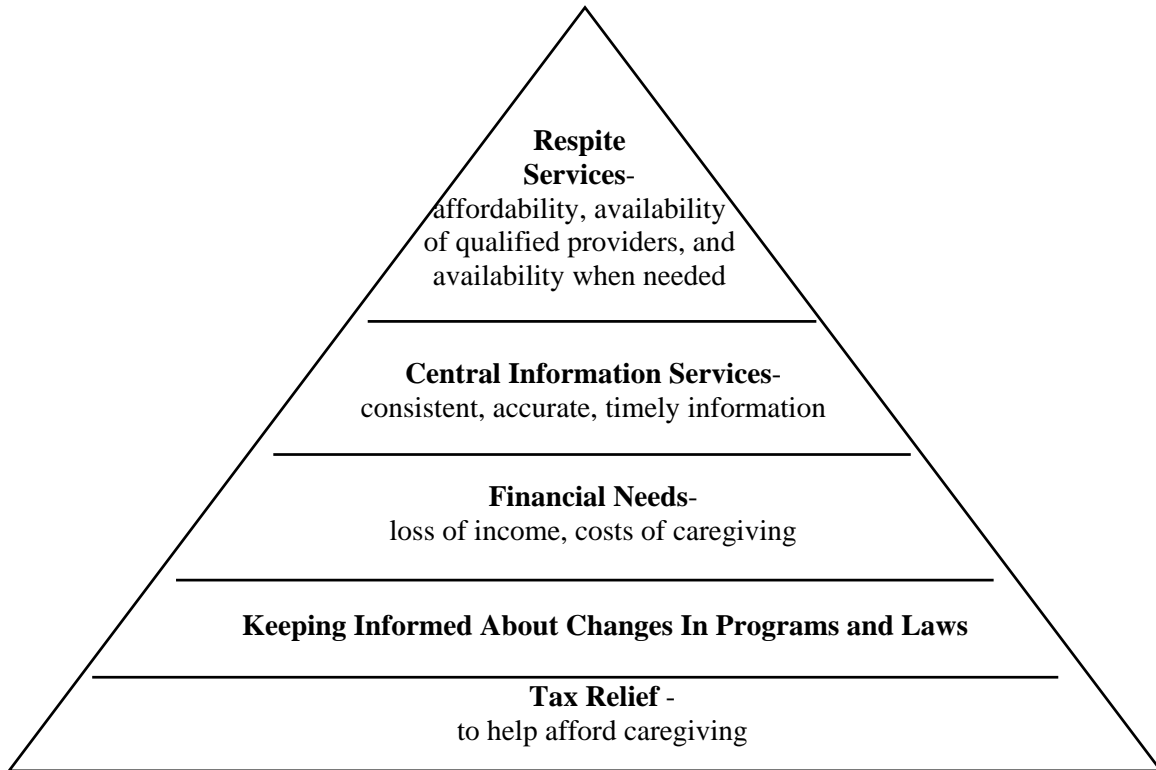 Respite
Services-
affordability, availability
of qualified providers, and
availability when needed
Central Information Services-
consistent, accurate, timely information
Financial Needs-
loss of income, costs of caregiving
Keeping Informed About Changes In Programs and Laws
Tax Relief -
to help afford caregiving